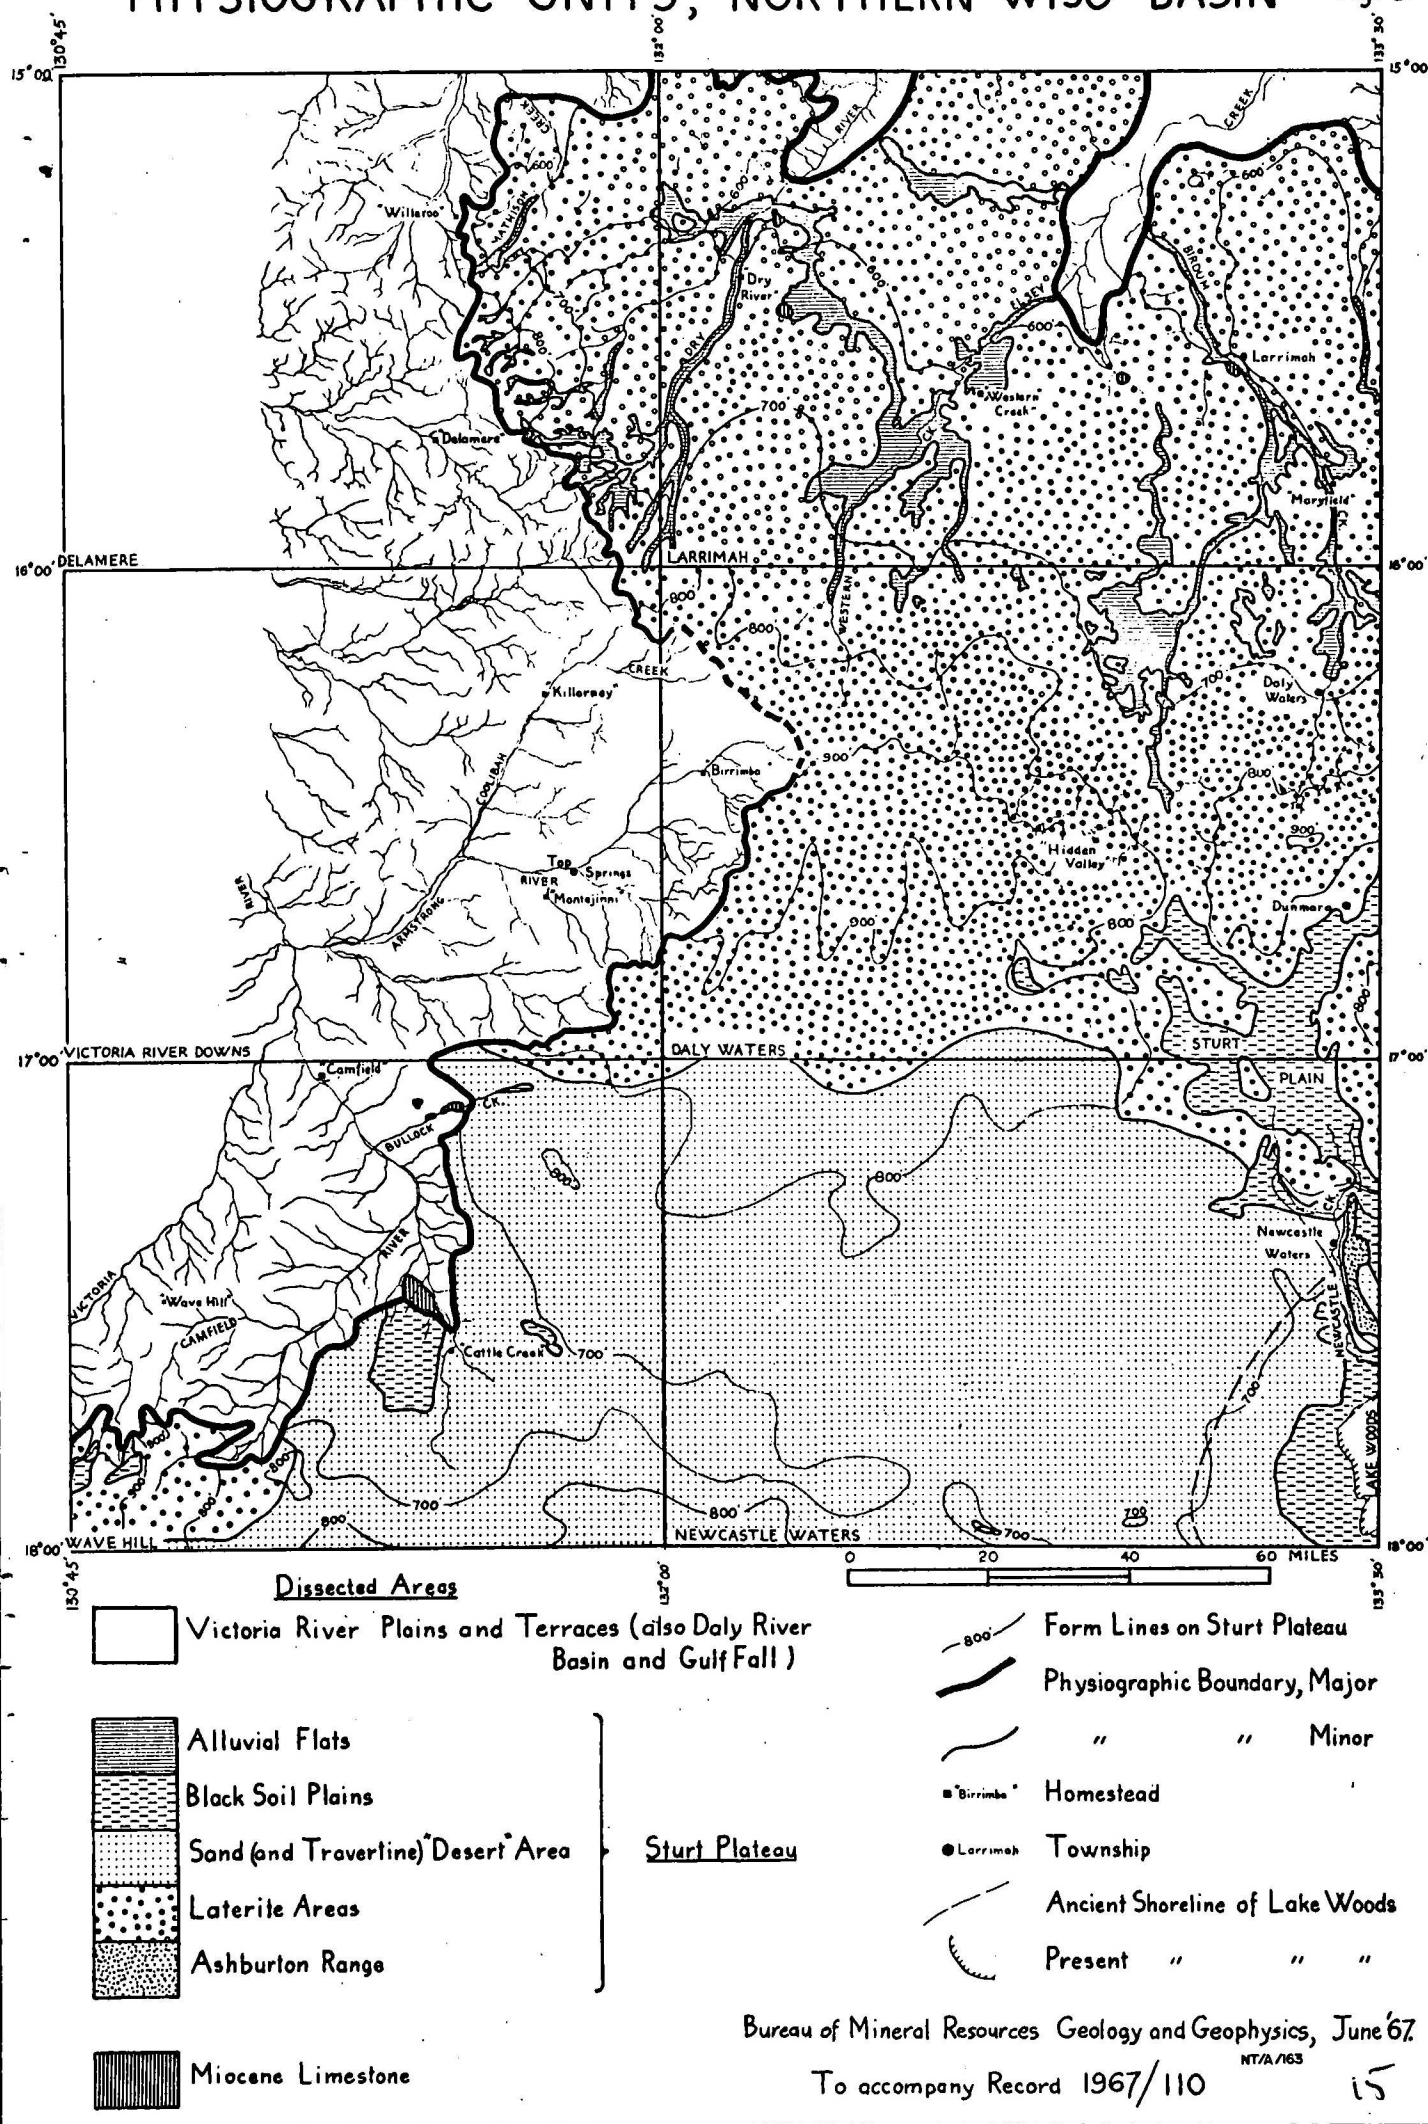 PHYSIOGRAPHIC UNITS, NORTHERN WISO BASIN
130°45'
132°00'
133°30'
15°00'
15°00'
CREEK
RIVER
CREEK
600
600
600
"Willeroo"
MATHISON
"Dry River"
600
BIRDUM
700
800
DRY
ELSEY
600
Larrimah
"Western Creek"
700
CK.
"Delamere"
"Maryfield"
CK.
16°00'
DELAMERE
LARRIMAH
16°00'
800
WESTERN
800
CREEK
"Killarney"
700
Daly Waters
COOLIBAH
900
"Birrimba"
800
900
"Hidden Valley"
Top Springs
RIVER
"Montejinni"
RIVER
ARMSTRONG
900
800
Dunmarra
800
STURT
17°00'
VICTORIA RIVER DOWNS
DALY WATERS
17°00'
"Camfield"
PLAIN
CK.
BULLOCK
800
800
CK.
Newcastle Waters
RIVER
VICTORIA
"Wave Hill"
CAMFIELD
NEWCASTLE
"Cattle Creek"
700
700
LAKE WOODS
900
900
800
800
700
800
800
700
700
18°00'
WAVE HILL
NEWCASTLE WATERS
18°00'
130°45'
132°00'
133°30'
0 20 40 60 MILES
Dissected Areas
Victoria River Plains and Terraces (also Daly River
Basin and Gulf Fall)
Alluvial Flats
Black Soil Plains
Sand (and Travertine) "Desert" Area
Laterite Areas
Ashburton Range
Sturt Plateau
Miocene Limestone
800' Form Lines on Sturt Plateau
Physiographic Boundary, Major
" " Minor
"Birrimba" Homestead
Larrimah Township
Ancient Shoreline of Lake Woods
Present " " "
Bureau of Mineral Resources Geology and Geophysics, June '67.
NT/A/163
To accompany Record 1967/110
15